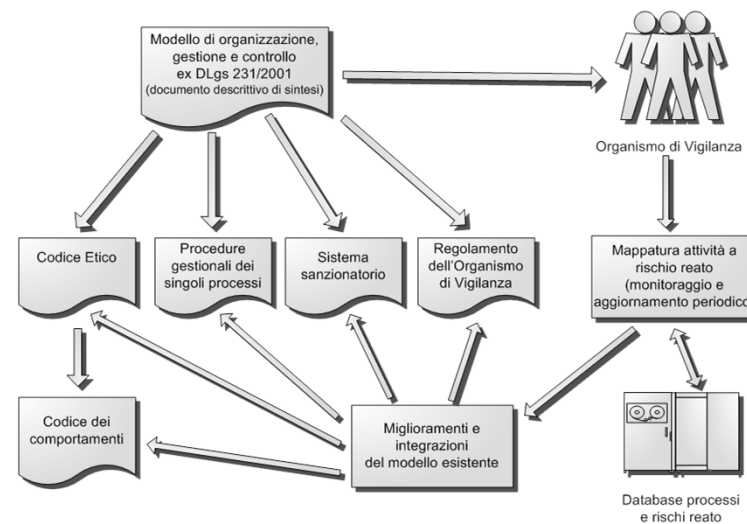 Modello di organizzazione,
gestione e controllo
ex DLgs 231/2001
(documento descrittivo di sintesi)
Organismo di Vigilanza
Codice Etico
Procedure
gestionali dei
singoli processi
Sistema
sanzionatorio
Regolamento
dell'Organismo
di Vigilanza
Mappatura attività a
rischio reato
(monitoraggio e
aggiornamento periodico
Codice dei
comportamenti
Miglioramenti e
integrazioni
del modello esistente
Database processi
e rischi reato